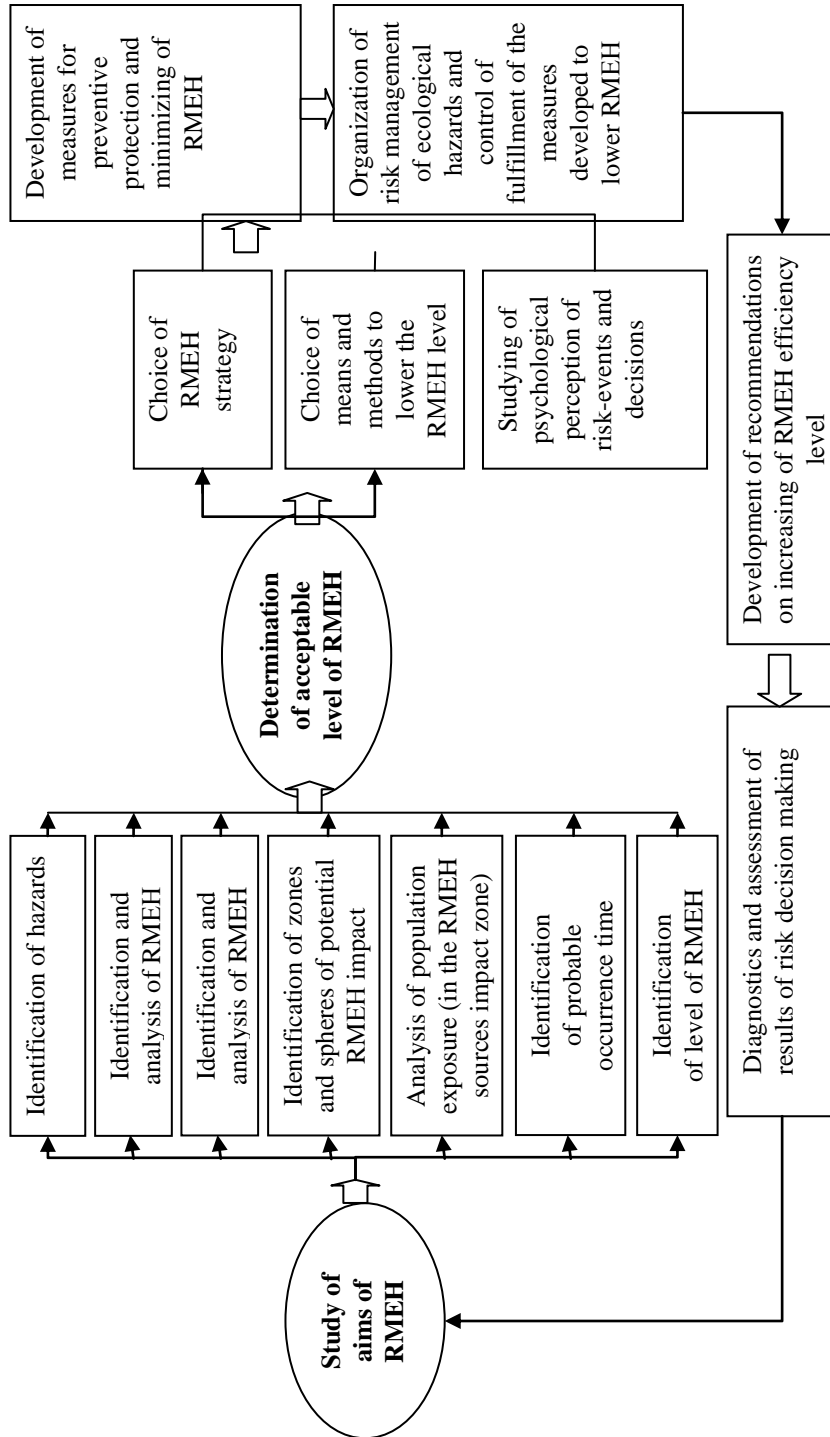 Study of
aims of
RMEH
Identification of hazards
Identification and
analysis of RMEH
Identification and
analysis of RMEH
Identification of zones
and spheres of potential
RMEH impact
Analysis of population
exposure (in the RMEH
sources impact zone)
Identification
of probable
occurrence time
Identification
of level of RMEH
Determination
of acceptable
level of RMEH
Choice of
RMEH
strategy
Choice of
means and
methods to
lower the
RMEH level
Studying of
psychological
perception of
risk-events and
decisions
Development of
measures for
preventive
protection and
minimizing of
RMEH
Organization of
risk management
of ecological
hazards and
control of
fulfillment of the
measures
developed to
lower RMEH
Development of recommendations
on increasing of RMEH efficiency
level
Diagnostics and assessment of
results of risk decision making